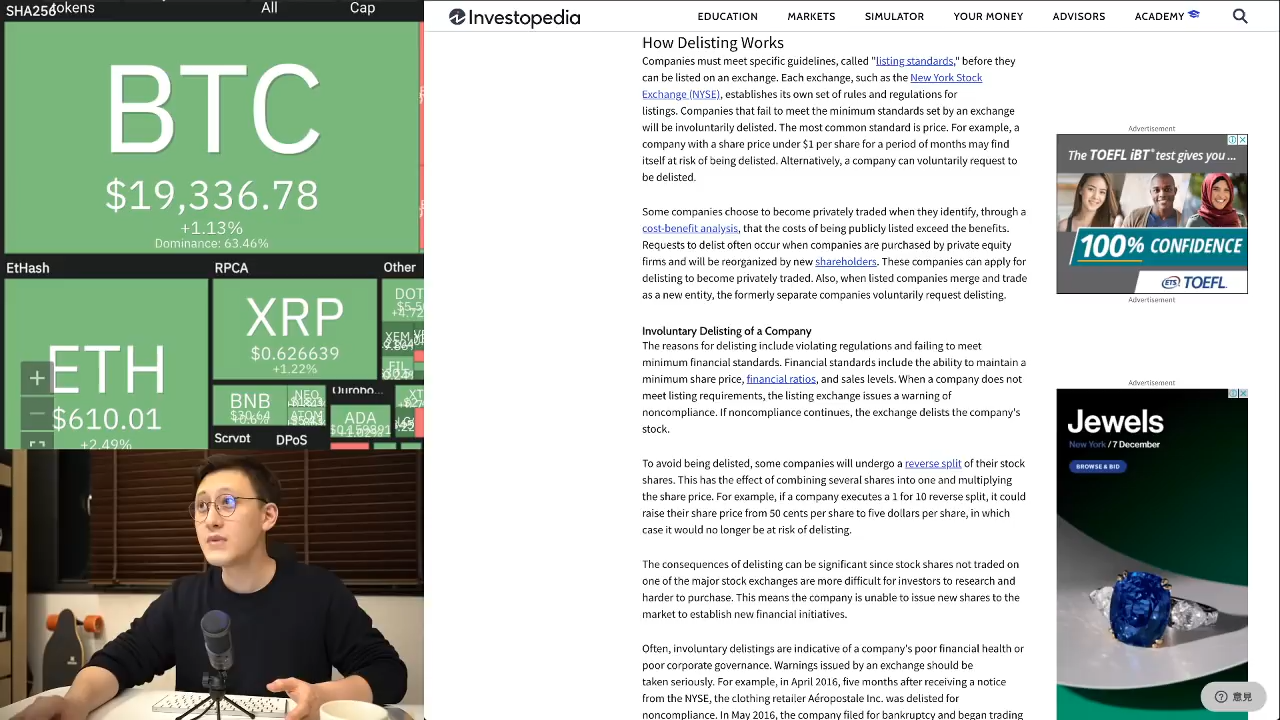 SHA256
Tokens
All
Cap
BTC
$19,336.78
+1.13%
Dominance: 63.46%
EtHash
RPCA
Other
ETH
$610.01
+2.49%
XRP
$0.626639
+1.22%
DOT
+4.72
XEM
BNB
$30.64
+0.6%
NEO
ATOM
Ourobo...
ADA
Scrypt
DPoS
Investopedia
EDUCATION
MARKETS
SIMULATOR
YOUR MONEY
ADVISORS
ACADEMY
How Delisting Works
Companies must meet specific guidelines, called "listing standards," before they
can be listed on an exchange. Each exchange, such as the New York Stock
Exchange (NYSE), establishes its own set of rules and regulations for
listings. Companies that fail to meet the minimum standards set by an exchange
will be involuntarily delisted. The most common standard is price. For example, a
company with a share price under $1 per share for a period of months may find
itself at risk of being delisted. Alternatively, a company can voluntarily request to
be delisted.
Some companies choose to become privately traded when they identify, through a
cost-benefit analysis, that the costs of being publicly listed exceed the benefits.
Requests to delist often occur when companies are purchased by private equity
firms and will be reorganized by new shareholders. These companies can apply for
delisting to become privately traded. Also, when listed companies merge and trade
as a new entity, the formerly separate companies voluntarily request delisting.
Involuntary Delisting of a Company
The reasons for delisting include violating regulations and failing to meet
minimum financial standards. Financial standards include the ability to maintain a
minimum share price, financial ratios, and sales levels. When a company does not
meet listing requirements, the listing exchange issues a warning of
noncompliance. If noncompliance continues, the exchange delists the company's
stock.
To avoid being delisted, some companies will undergo a reverse split of their stock
shares. This has the effect of combining several shares into one and multiplying
the share price. For example, if a company executes a 1 for 10 reverse split, it could
raise their share price from 50 cents per share to five dollars per share, in which
case it would no longer be at risk of delisting.
The consequences of delisting can be significant since stock shares not traded on
one of the major stock exchanges are more difficult for investors to research and
harder to purchase. This means the company is unable to issue new shares to the
market to establish new financial initiatives.
Often, involuntary delistings are indicative of a company's poor financial health or
poor corporate governance. Warnings issued by an exchange should be
taken seriously. For example, in April 2016, five months after receiving a notice
from the NYSE, the clothing retailer Aéropostale Inc. was delisted for
noncompliance. In May 2016, the company filed for bankruptcy and began trading
Advertisement
The TOEFL iBT® test gives you ...
100% CONFIDENCE
ETS TOEFL.
Advertisement
Advertisement
Jewels
New York / 7 December
BROWSE & BID
意見